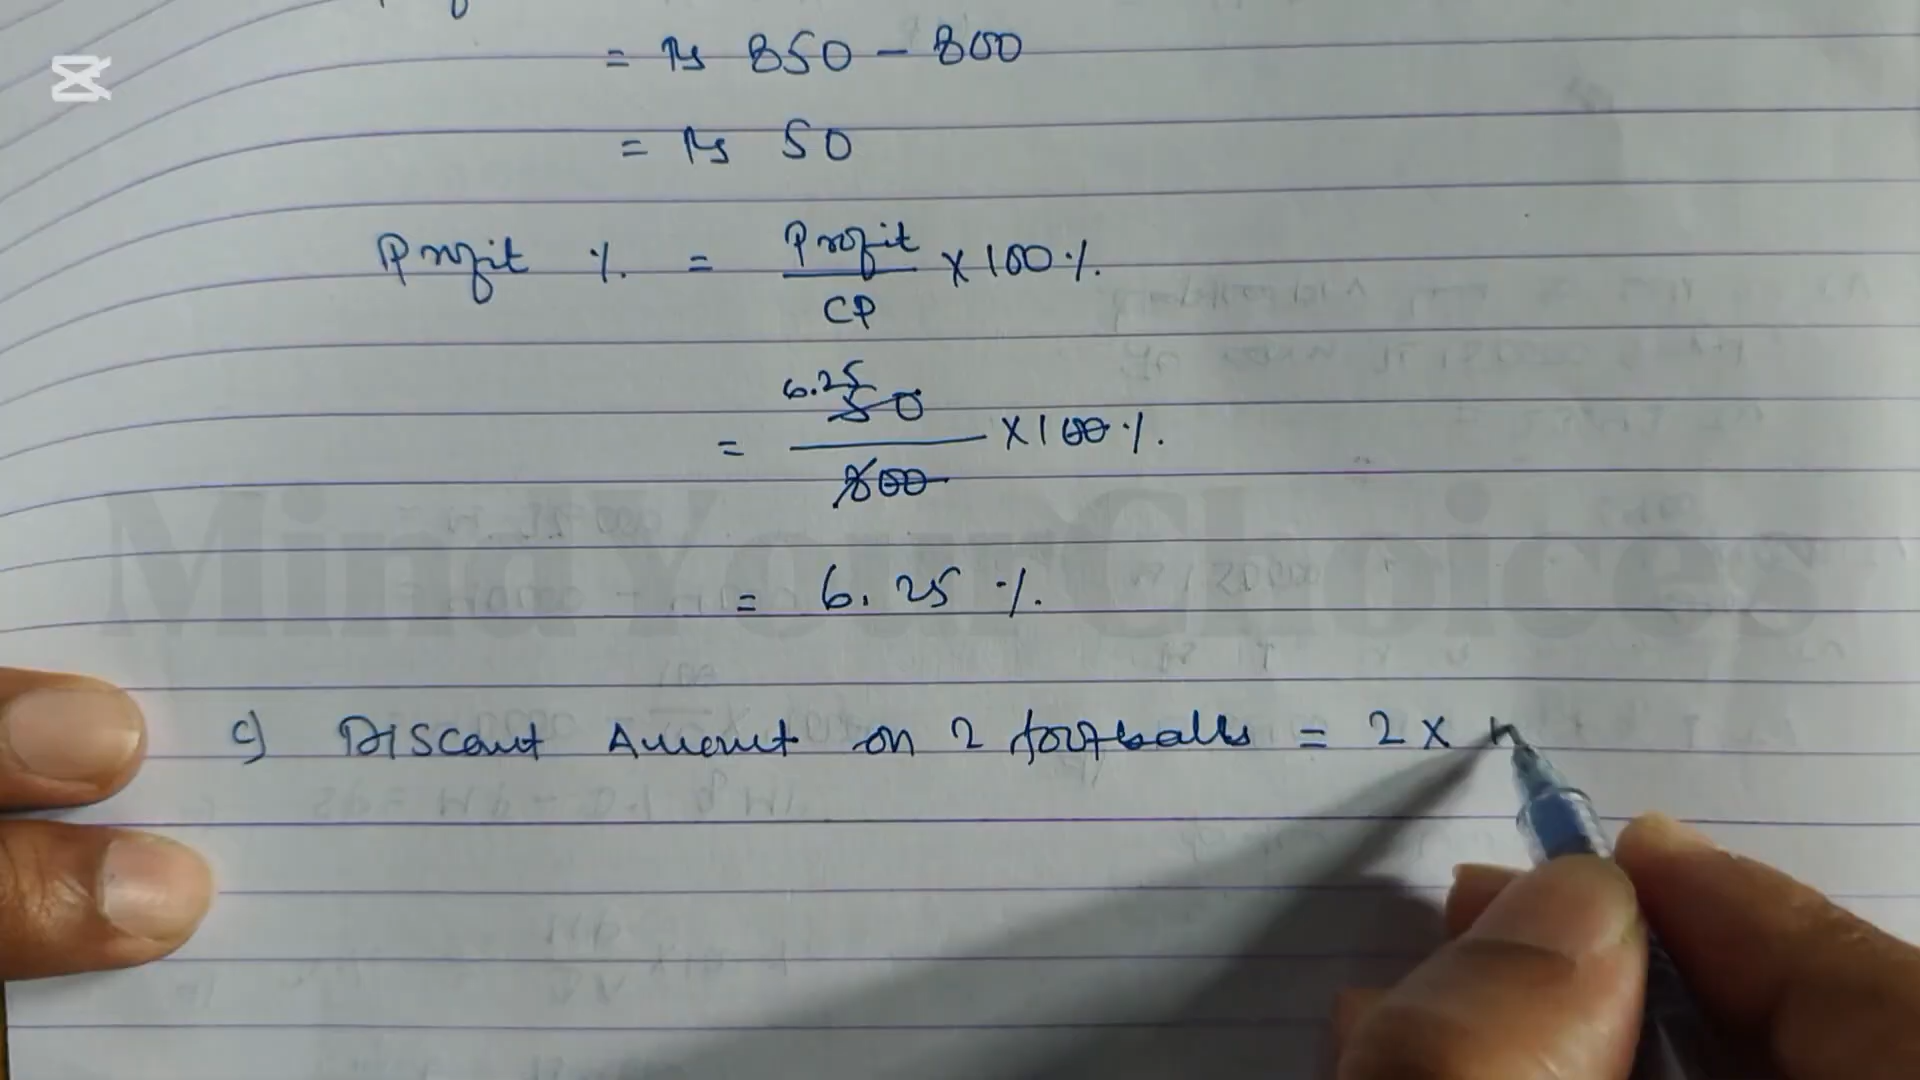 = Rs 850 - 800
= Rs 50
Profit % = Profit/CP × 100%.
6.25
= 50/800 × 100%.
= 6.25 %.
MindYourChoices
c) Discount Amount on 2 footballs = 2 ×